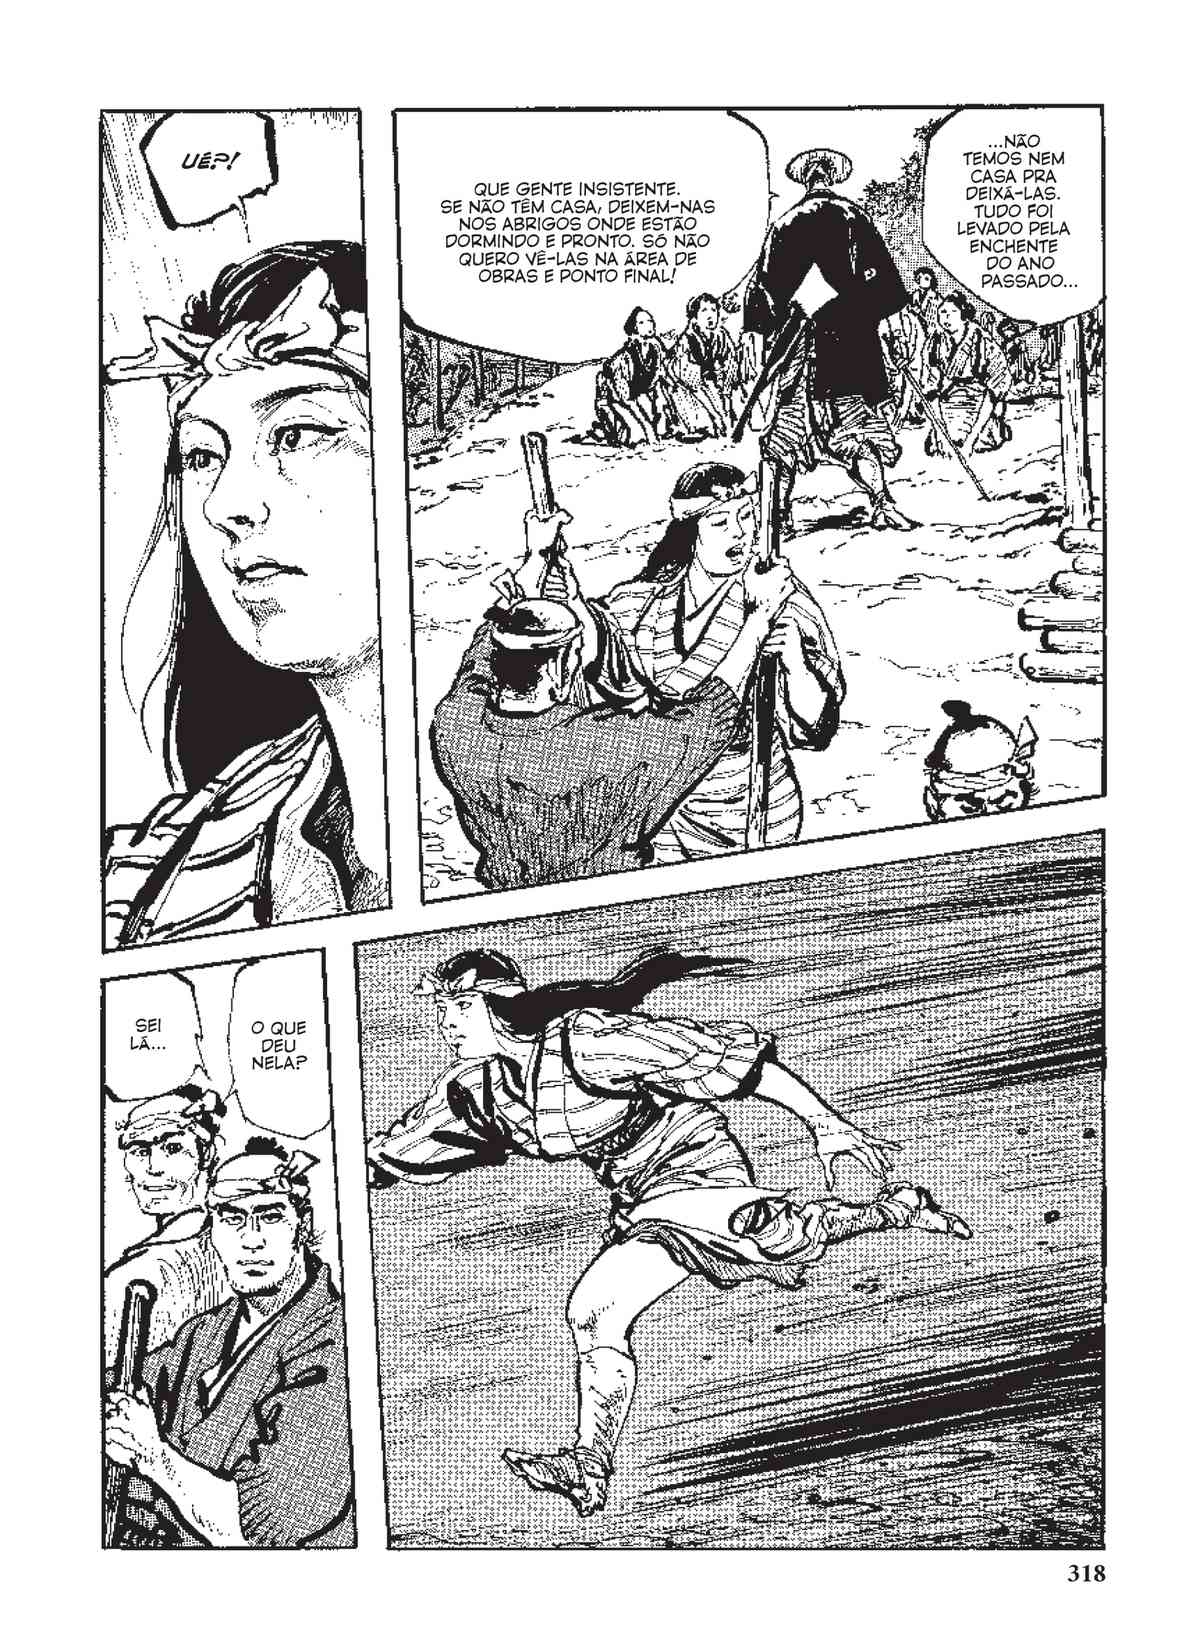 ...NÃO
TEMOS NEM
CASA PRA
DEIXÁ-LAS.
TUDO FOI
LEVADO PELA
ENCHENTE
DO ANO
PASSADO...
QUE GENTE INSISTENTE.
SE NÃO TÊM CASA, DEIXEM-NAS
NOS ABRIGOS ONDE ESTÃO
DORMINDO E PRONTO. SÓ NÃO
QUERO VÊ-LAS NA ÁREA DE
OBRAS E PONTO FINAL!
UÉ?!
O QUE
DEU
NELA?
SEI
LÁ...
318